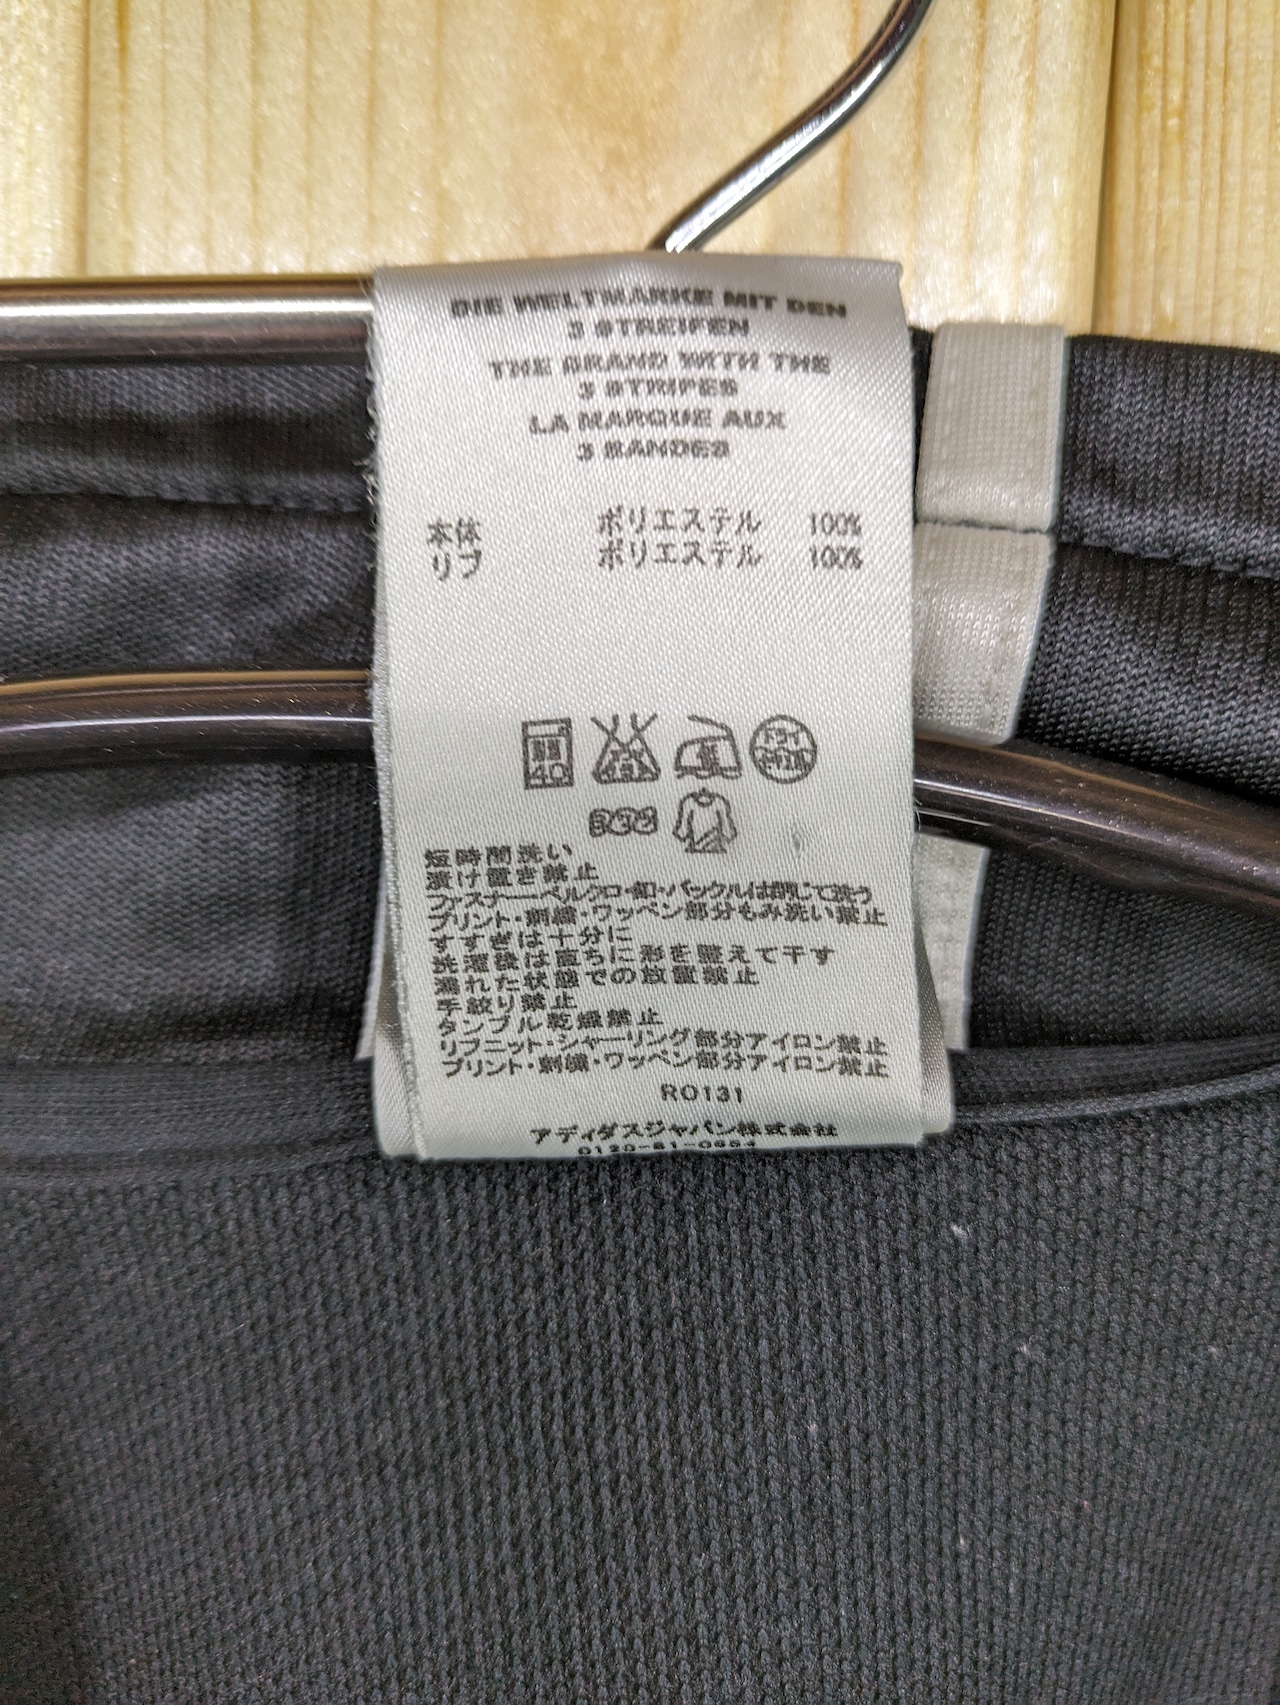 DIE WELTMARKE MIT DEN
3 STREIFEN
THE BRAND WITH THE
3 STRIPES
LA MARQUE AUX
3 BANDES
本体 ポリエステル 100%
リブ ポリエステル 100%
40
短時間洗い
漬け置き禁止
ファスナー・ベルクロ・釦・バックルは閉じて洗う
プリント・刺繍・ワッペン部分もみ洗い禁止
すすぎは十分に
洗濯後は直ちに形を整えて干す
濡れた状態での放置禁止
手絞り禁止
タンブル乾燥禁止
リブニット・シャーリング部分アイロン禁止
プリント・刺繍・ワッペン部分アイロン禁止
RO131
アディダスジャパン株式会社